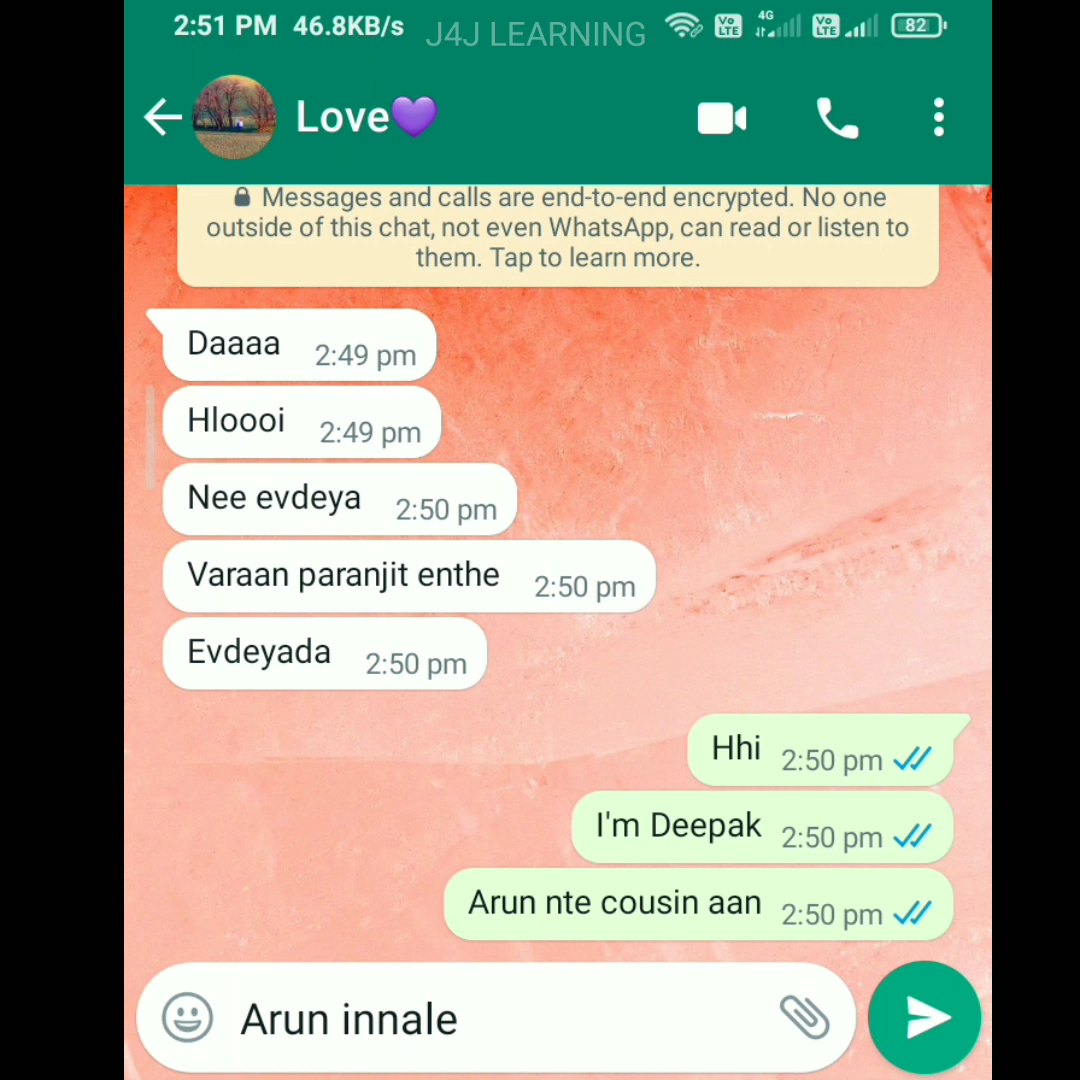 2:51 PM 46.8KB/s J4J LEARNING Vo LTE 4G Vo LTE 82
Love💜
Messages and calls are end-to-end encrypted. No one
outside of this chat, not even WhatsApp, can read or listen to
them. Tap to learn more.
Daaaa 2:49 pm
Hloooi 2:49 pm
Nee evdeya 2:50 pm
Varaan paranjit enthe 2:50 pm
Evdeyada 2:50 pm
Hhi 2:50 pm
I'm Deepak 2:50 pm
Arun nte cousin aan 2:50 pm
Arun innale